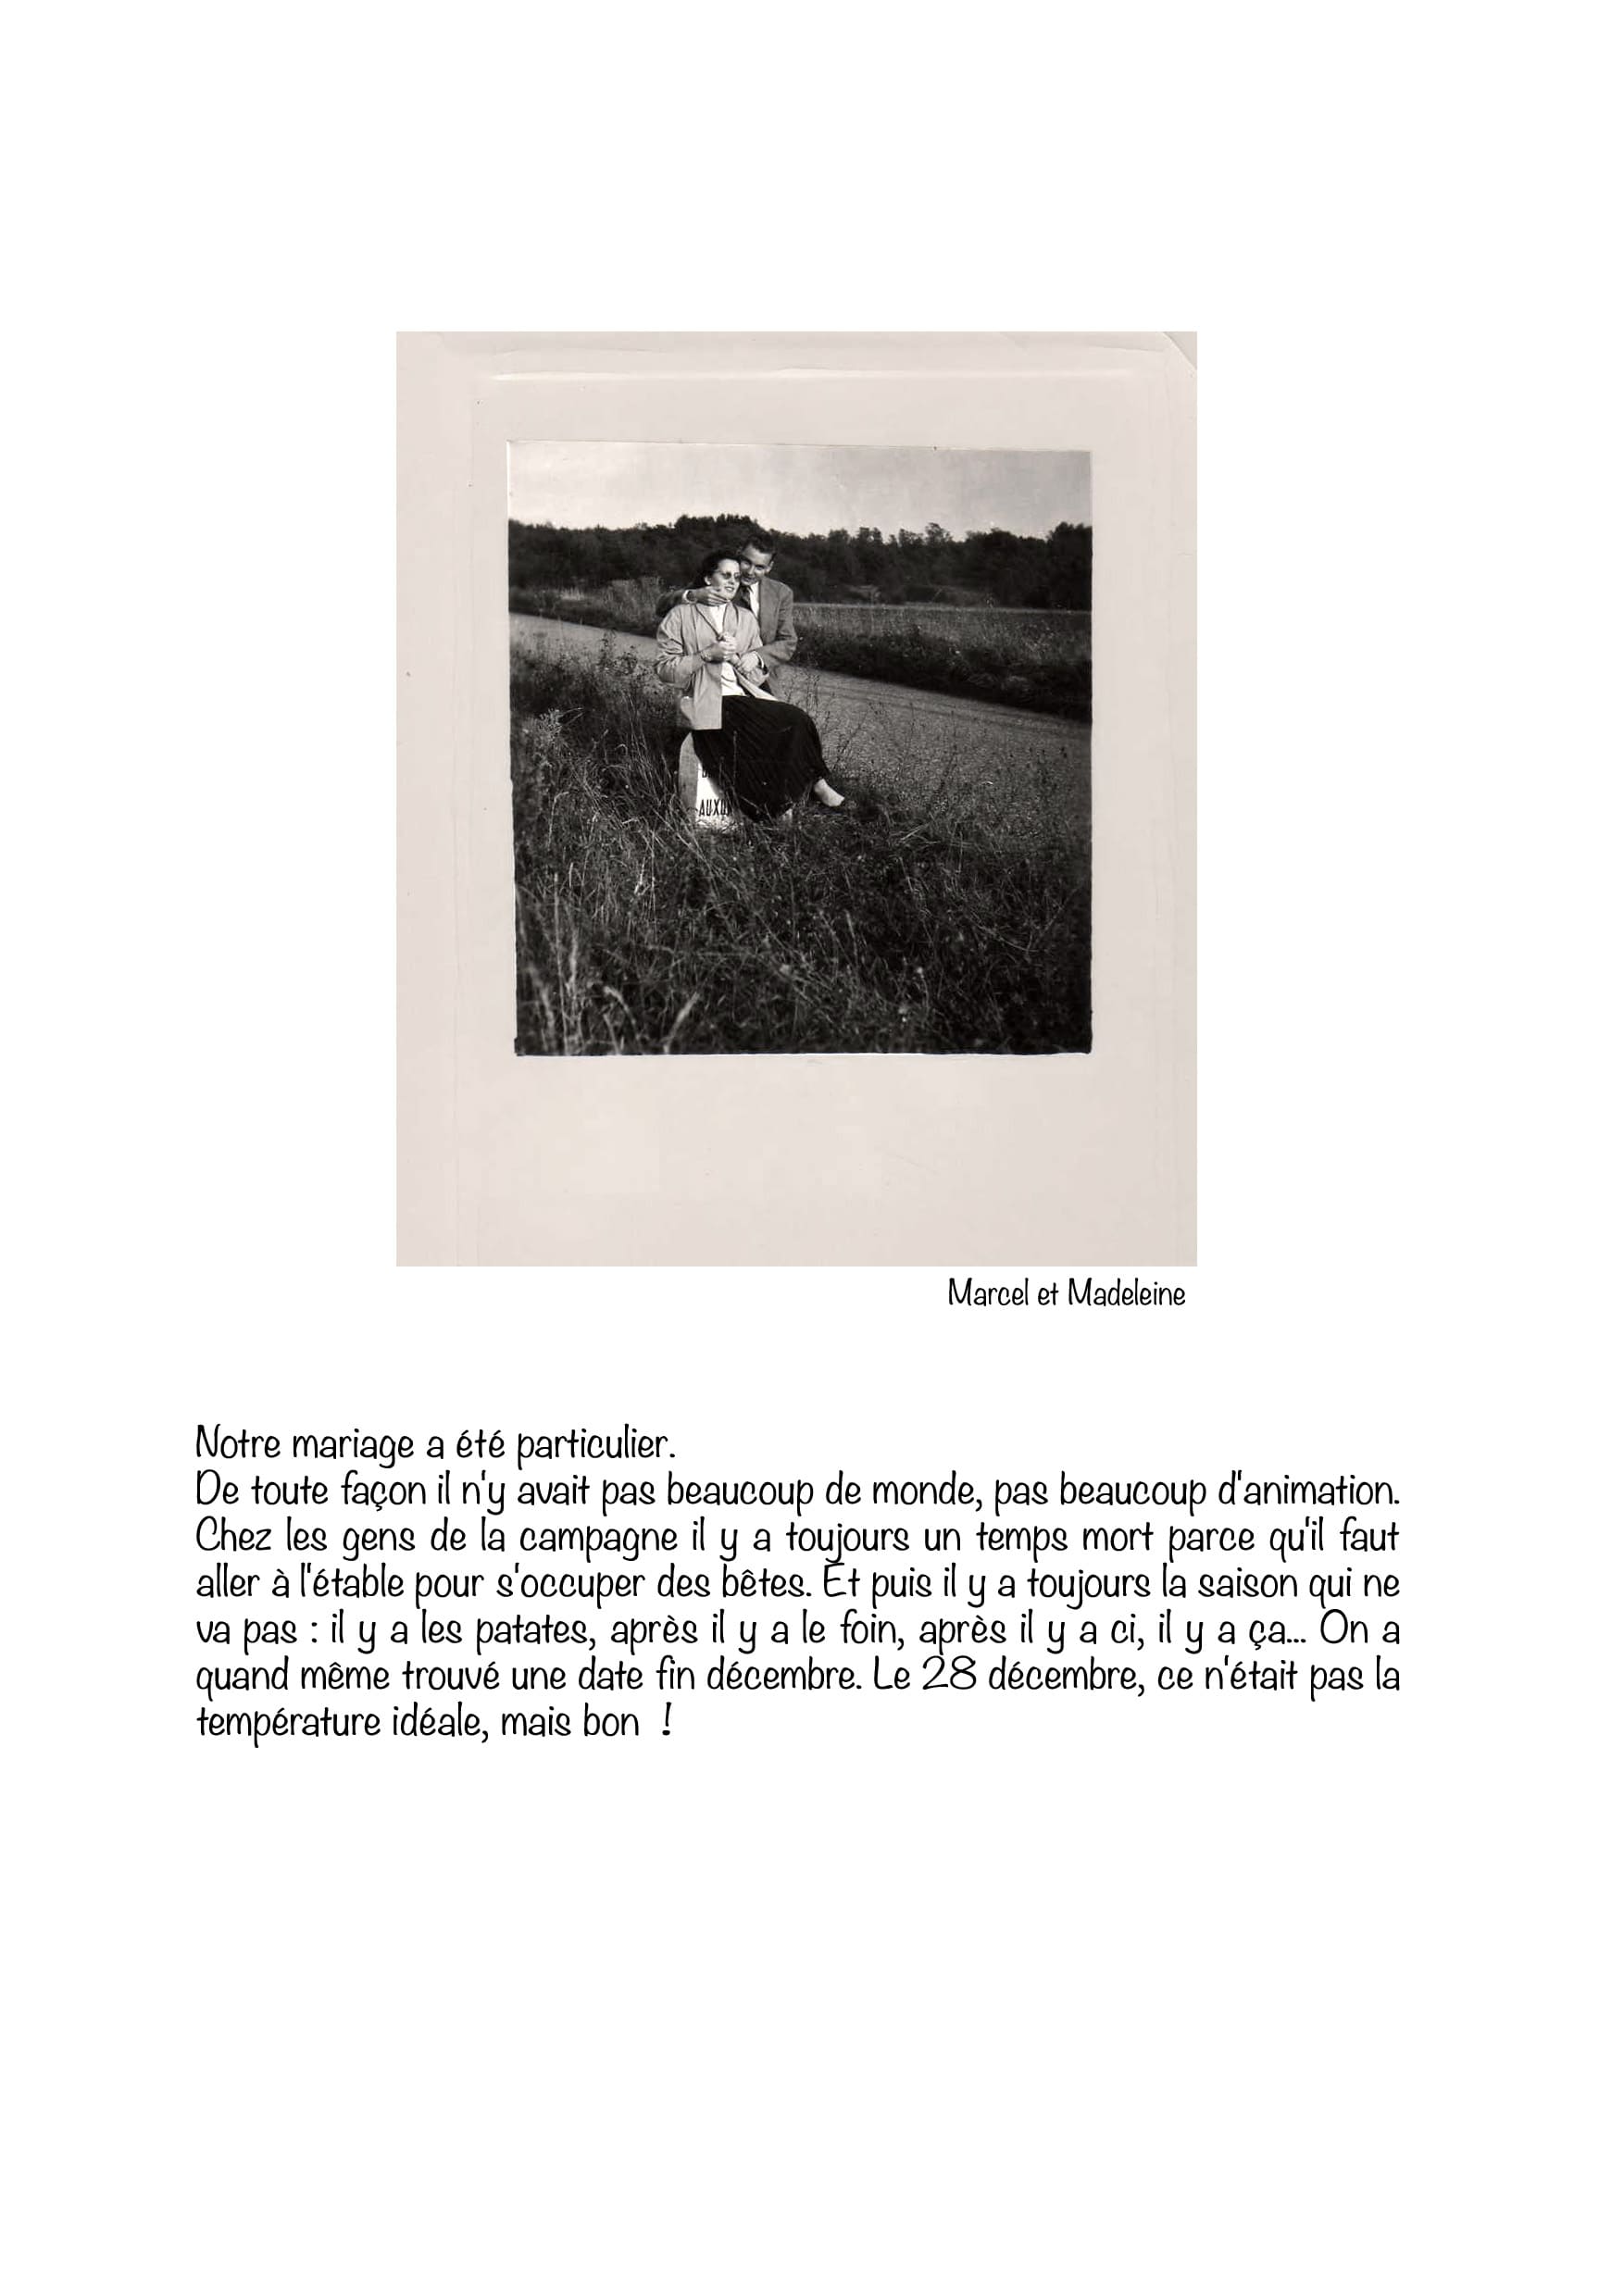 Marcel et Madeleine
Notre mariage a été particulier.
De toute façon il n'y avait pas beaucoup de monde, pas beaucoup d'animation.
Chez les gens de la campagne il y a toujours un temps mort parce qu'il faut
aller à l'étable pour s'occuper des bêtes. Et puis il y a toujours la saison qui ne
va pas : il y a les patates, après il y a le foin, après il y a ci, il y a ça... On a
quand même trouvé une date fin décembre. Le 28 décembre, ce n'était pas la
température idéale, mais bon  !